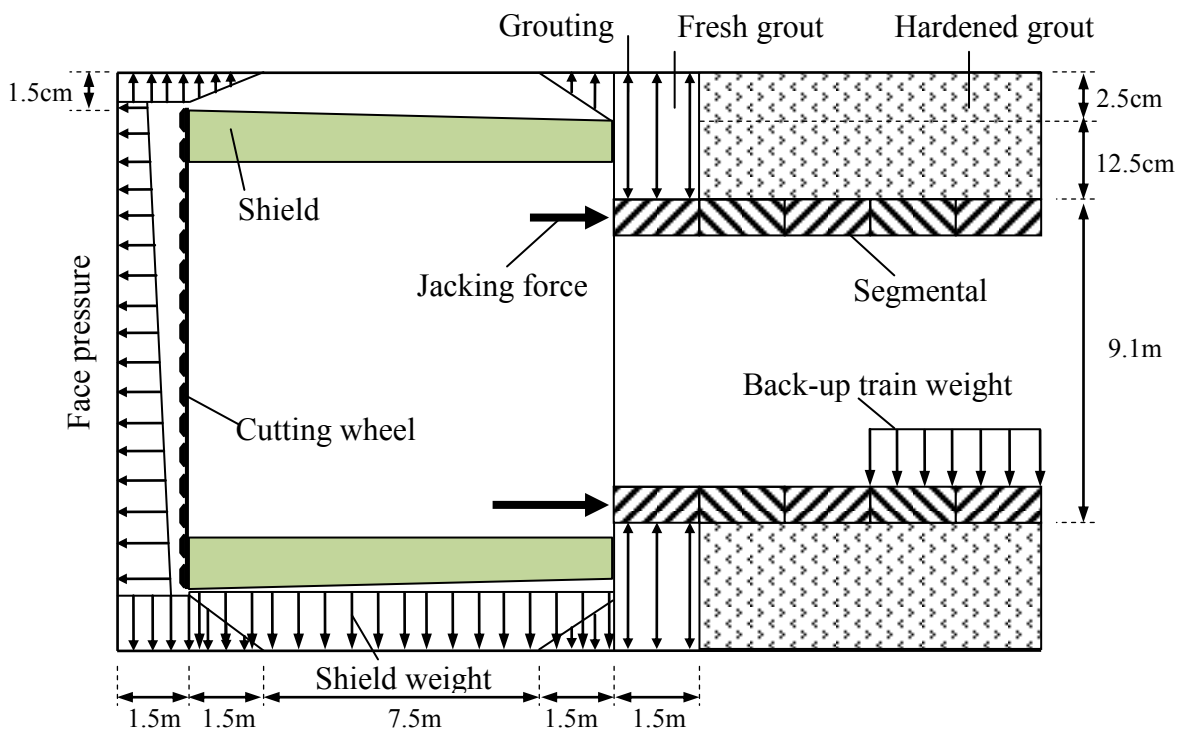 Grouting
Fresh grout
Hardened grout
1.5cm
2.5cm
12.5cm
Shield
Jacking force
Segmental
Face pressure
9.1m
Back-up train weight
Cutting wheel
Shield weight
1.5m
1.5m
7.5m
1.5m
1.5m